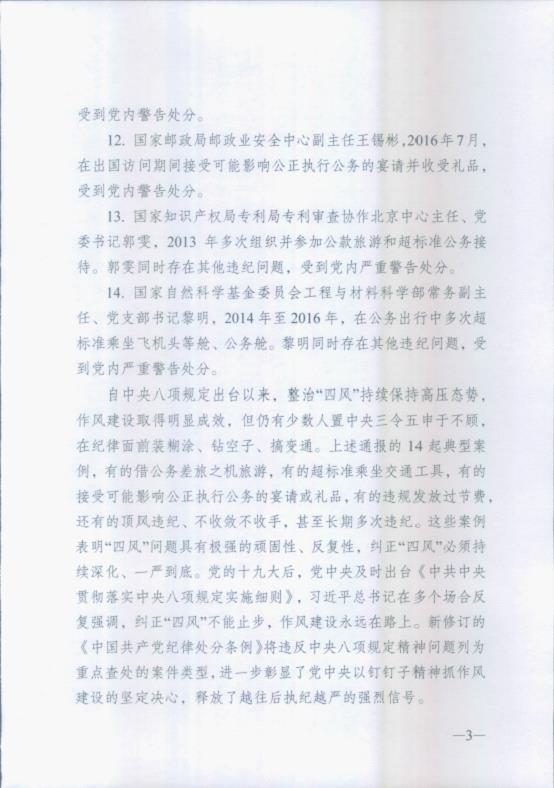 受到党内警告处分。
12. 国家邮政局邮政业安全中心副主任王锡彬,2016年7月,
在出国访问期间接受可能影响公正执行公务的宴请并收受礼品,
受到党内警告处分。
13. 国家知识产权局专利局专利审查协作北京中心主任、党
委书记郭雯，2013 年多次组织并参加公款旅游和超标准公务接
待。郭雯同时存在其他违纪问题，受到党内严重警告处分。
14. 国家自然科学基金委员会工程与材料科学部常务副主
任、党支部书记黎明，2014 年至 2016 年，在公务出行中多次超
标准乘坐飞机头等舱、公务舱。黎明同时存在其他违纪问题，受
到党内严重警告处分。
自中央八项规定出台以来，整治“四风”持续保持高压态势，
作风建设取得明显成效，但仍有少数人置中央三令五申于不顾，
在纪律面前装糊涂、钻空子、搞变通。上述通报的 14 起典型案
例，有的借公务差旅之机旅游，有的超标准乘坐交通工具，有的
接受可能影响公正执行公务的宴请或礼品，有的违规发放过节费，
还有的顶风违纪、不收敛不收手，甚至长期多次违纪。这些案例
表明“四风”问题具有极强的顽固性、反复性，纠正“四风”必须持
续深化、一严到底。党的十九大后，党中央及时出台《中共中央
贯彻落实中央八项规定实施细则》，习近平总书记在多个场合反
复强调，纠正“四风”不能止步，作风建设永远在路上。新修订的
《中国共产党纪律处分条例》将违反中央八项规定精神问题列为
重点查处的案件类型，进一步彰显了党中央以钉钉子精神抓作风
建设的坚定决心，释放了越往后执纪越严的强烈信号。
—3—